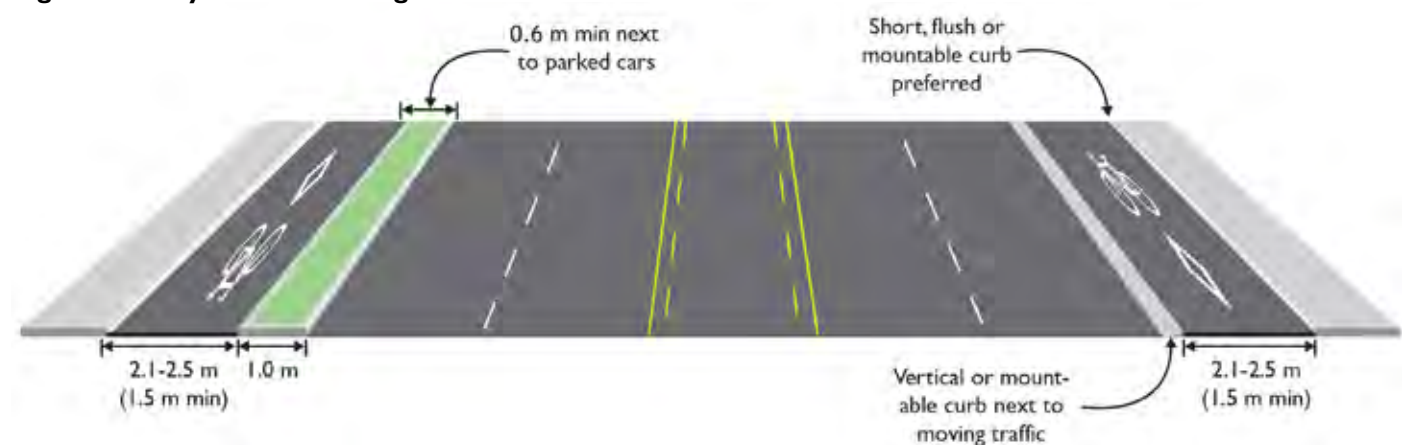 0.6 m min next
to parked cars
Short, flush or
mountable curb
preferred
2.1-2.5 m
(1.5 m min)
1.0 m
Vertical or mount-
able curb next to
moving traffic
2.1-2.5 m
(1.5 m min)